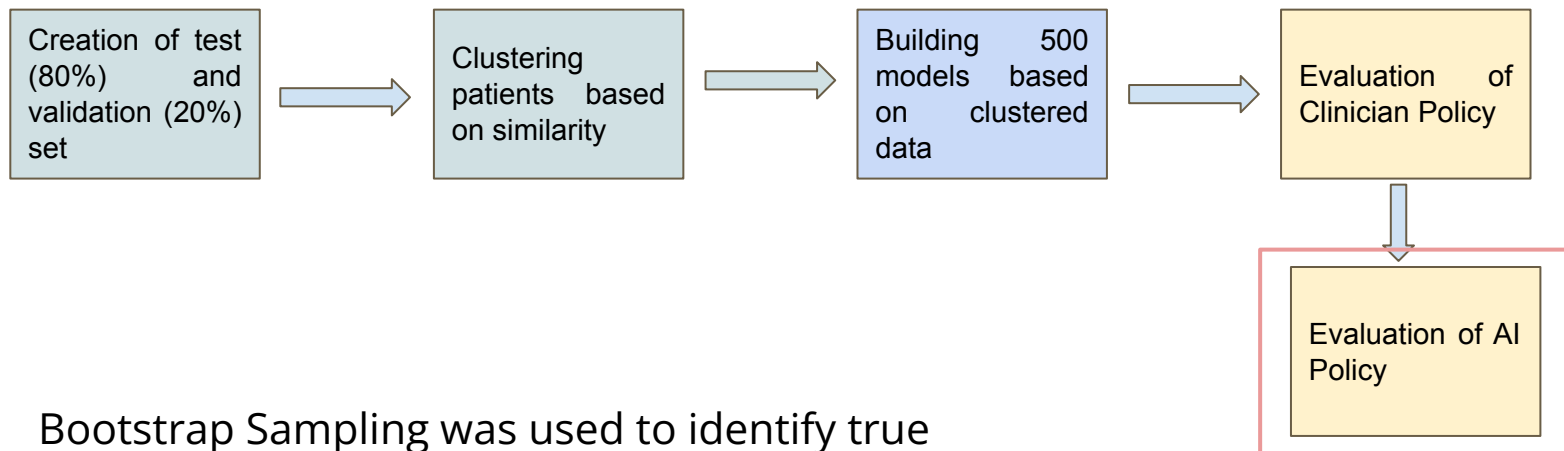 Creation of test
(80%) and
validation (20%)
set
Clustering
patients based
on similarity
Building 500
models based
on clustered
data
Evaluation of
Clinician Policy
Evaluation of AI
Policy
Bootstrap Sampling was used to identify true